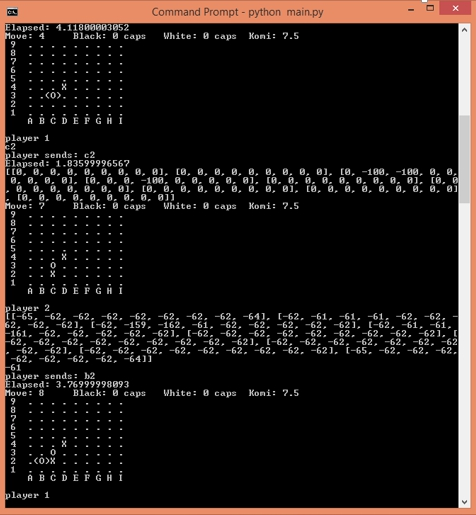 Command Prompt - python main.py
Elapsed: 4.11800003052
Move: 4 Black: 0 caps White: 0 caps Komi: 7.5
9 . . . . . . . . .
8 . . . . . . . . .
7 . . . . . . . . .
6 . . . . . . . . .
5 . . . . . . . . .
4 . . . X . . . . .
3 . .(O). . . . . .
2 . . . . . . . . .
1 . . . . . . . . .
A B C D E F G H I
player 1
c2
player sends: c2
Elapsed: 1.83599996567
[[0, 0, 0, 0, 0, 0, 0, 0, 0], [0, 0, 0, 0, 0, 0, 0, 0, 0], [0, -100, -100, 0, 0,
0, 0, 0, 0], [0, 0, 0, -100, 0, 0, 0, 0, 0], [0, 0, 0, 0, 0, 0, 0, 0, 0], [0, 0
, 0, 0, 0, 0, 0, 0, 0], [0, 0, 0, 0, 0, 0, 0, 0, 0], [0, 0, 0, 0, 0, 0, 0, 0, 0]
, [0, 0, 0, 0, 0, 0, 0, 0, 0]]
Move: 7 Black: 0 caps White: 0 caps Komi: 7.5
9 . . . . . . . . .
8 . . . . . . . . .
7 . . . . . . . . .
6 . . . . . . . . .
5 . . . . . . . . .
4 . . . X . . . . .
3 . . O . . . . . .
2 . . X . . . . . .
1 . . . . . . . . .
A B C D E F G H I
player 2
[[-65, -62, -62, -62, -62, -62, -62, -62, -64], [-62, -61, -61, -61, -62, -62, -
62, -62, -62], [-62, -159, -162, -61, -62, -62, -62, -62, -62], [-62, -61, -61,
-161, -62, -62, -62, -62, -62], [-62, -62, -62, -62, -62, -62, -62, -62, -62], [-
62, -62, -62, -62, -62, -62, -62, -62, -62], [-62, -62, -62, -62, -62, -62, -62
, -62, -62], [-62, -62, -62, -62, -62, -62, -62, -62, -62], [-65, -62, -62, -62,
-62, -62, -62, -62, -64]]
-61
player sends: b2
Elapsed: 3.76999998093
Move: 8 Black: 0 caps White: 0 caps Komi: 7.5
9 . . . . . . . . .
8 . . . . . . . . .
7 . . . . . . . . .
6 . . . . . . . . .
5 . . . . . . . . .
4 . . . X . . . . .
3 . . O . . . . . .
2 .(O)X . . . . . .
1 . . . . . . . . .
A B C D E F G H I
player 1